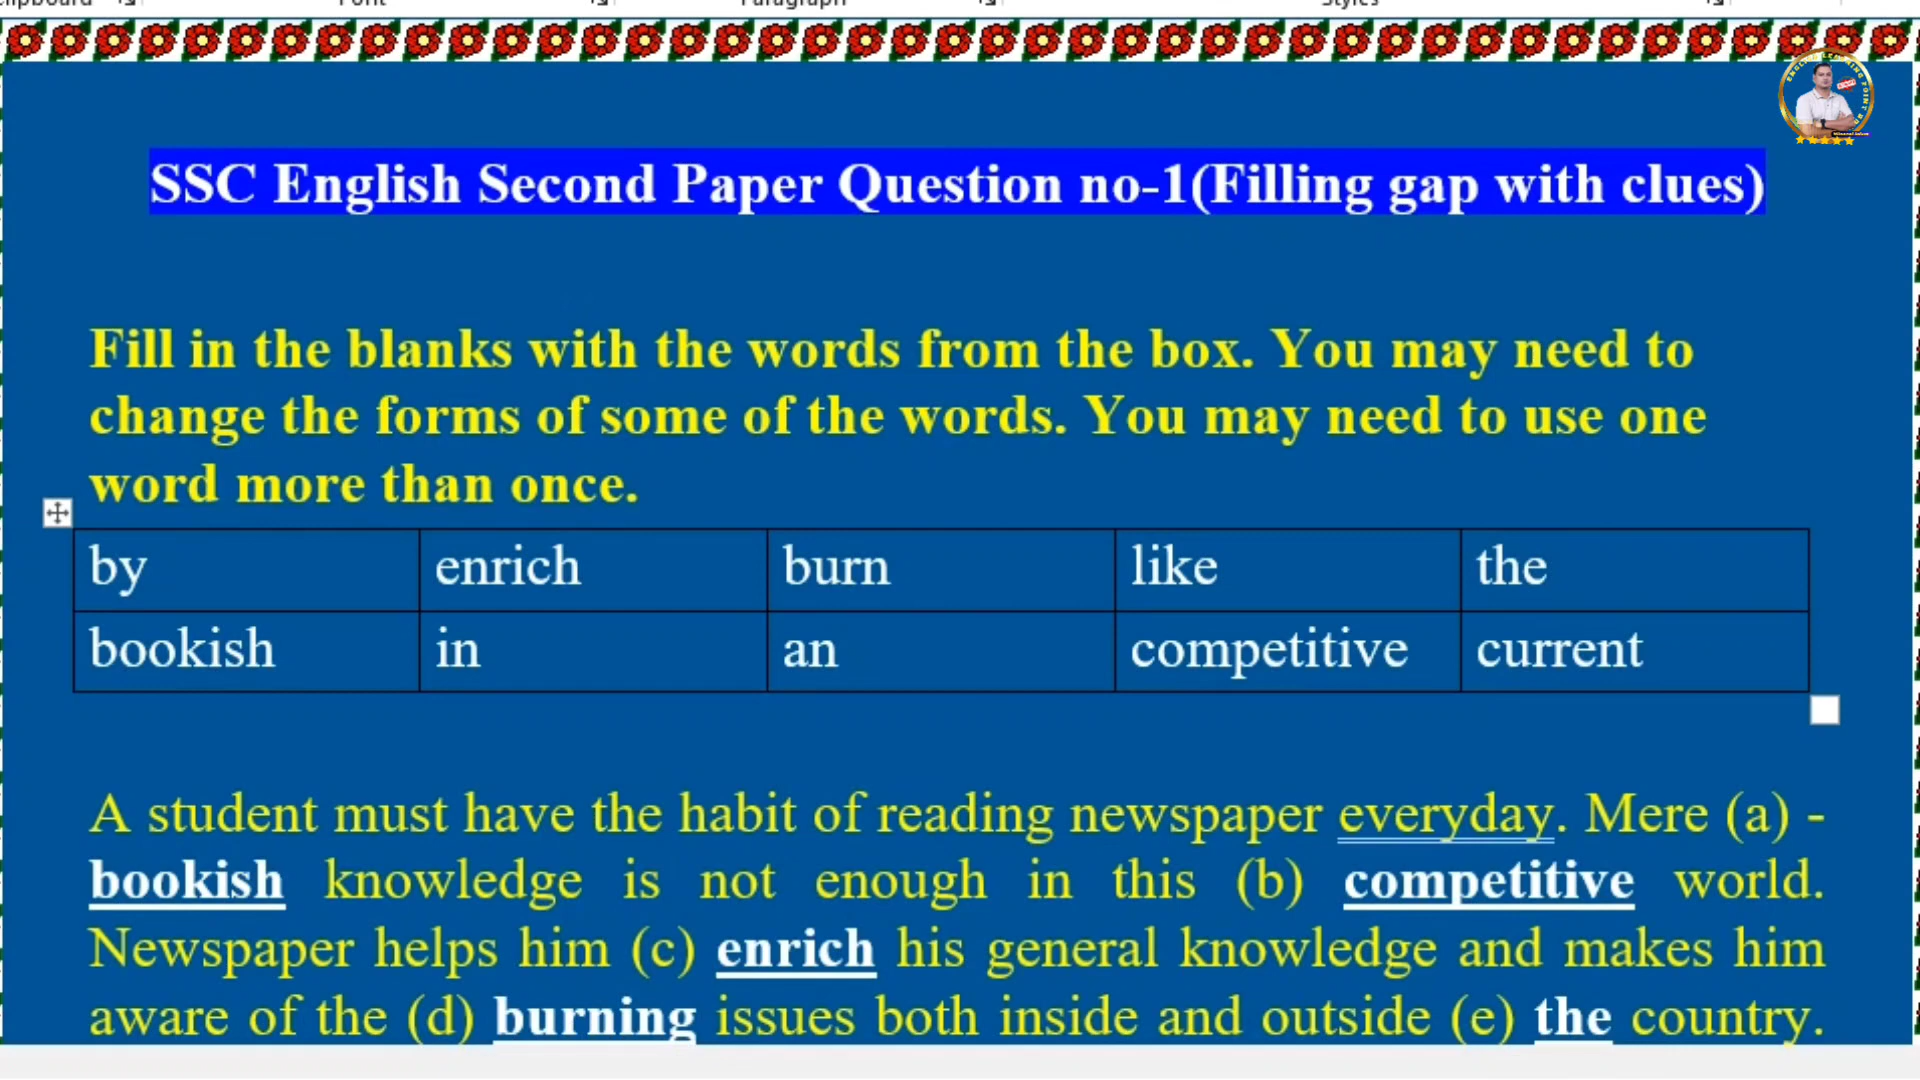 Clipboard Font Paragraph Styles
SSC English Second Paper Question no-1(Filling gap with clues)
Fill in the blanks with the words from the box. You may need to
change the forms of some of the words. You may need to use one
word more than once.
by enrich burn like the
bookish in an competitive current
A student must have the habit of reading newspaper everyday. Mere (a) -
bookish knowledge is not enough in this (b) competitive world.
Newspaper helps him (c) enrich his general knowledge and makes him
aware of the (d) burning issues both inside and outside (e) the country.